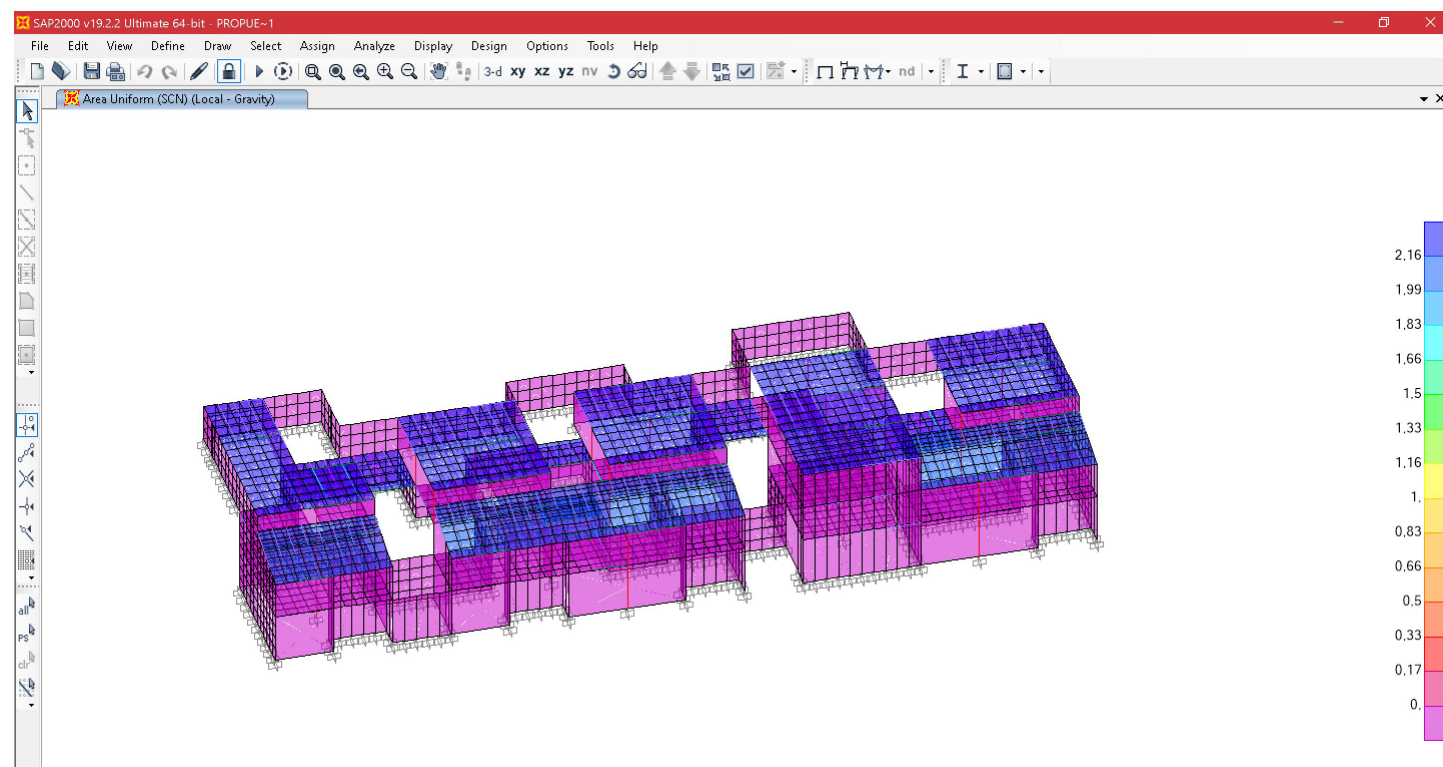 SAP2000 v19.2.2 Ultimate 64-bit - PROPUE~1
File Edit View Define Draw Select Assign Analyze Display Design Options Tools Help
3-d xy xz yz nv nd
Area Uniform (SCN) (Local - Gravity)
2,16
1,99
1,83
1,66
1,5
1,33
1,16
1,
0,83
0,66
0,5
0,33
0,17
0,
all
PS
clr